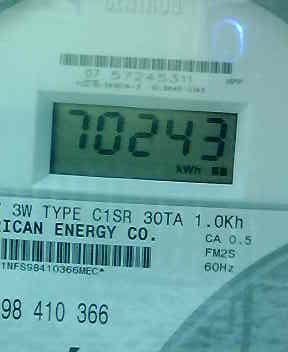 07 57245311
70243
kWh
3W TYPE C1SR 30TA 1.0Kh
RICAN ENERGY CO.
CA 0.5
FM2S
60Hz
1NFS98410366MEC*
98 410 366